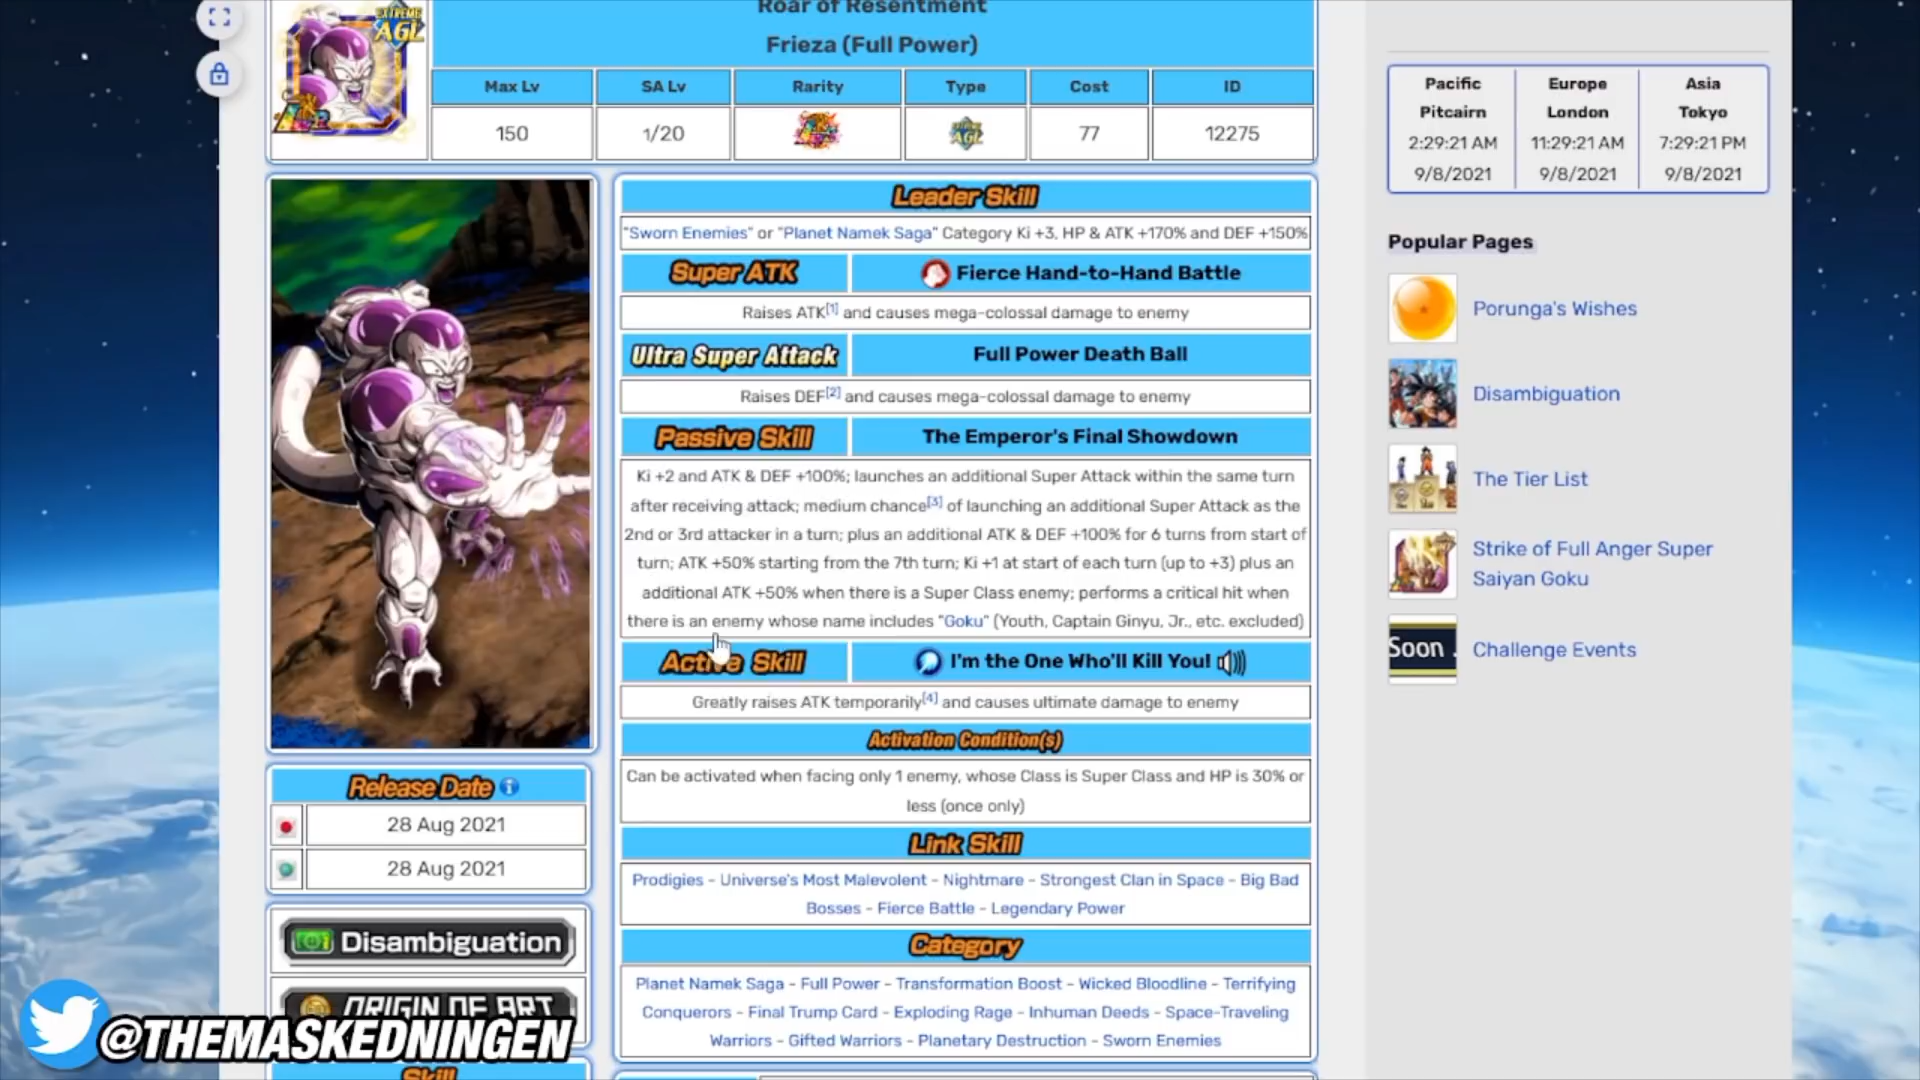 EXTREME
AGL
LR
Roar of Resentment
Frieza (Full Power)
Max Lv
SA Lv
Rarity
Type
Cost
ID
150
1/20
LR
EXTREME
AGL
77
12275
Leader Skill
"Sworn Enemies" or "Planet Namek Saga" Category Ki +3, HP & ATK +170% and DEF +150%
Super ATK
Fierce Hand-to-Hand Battle
Raises ATK[1] and causes mega-colossal damage to enemy
Ultra Super Attack
Full Power Death Ball
Raises DEF[2] and causes mega-colossal damage to enemy
Passive Skill
The Emperor's Final Showdown
Ki +2 and ATK & DEF +100%; launches an additional Super Attack within the same turn
after receiving attack; medium chance[3] of launching an additional Super Attack as the
2nd or 3rd attacker in a turn; plus an additional ATK & DEF +100% for 6 turns from start of
turn; ATK +50% starting from the 7th turn; Ki +1 at start of each turn (up to +3) plus an
additional ATK +50% when there is a Super Class enemy; performs a critical hit when
there is an enemy whose name includes "Goku" (Youth, Captain Ginyu, Jr., etc. excluded)
Active Skill
I'm the One Who'll Kill You!
Greatly raises ATK temporarily[4] and causes ultimate damage to enemy
Activation Condition(s)
Can be activated when facing only 1 enemy, whose Class is Super Class and HP is 30% or
less (once only)
Link Skill
Prodigies - Universe's Most Malevolent - Nightmare - Strongest Clan in Space - Big Bad
Bosses - Fierce Battle - Legendary Power
Category
Planet Namek Saga - Full Power - Transformation Boost - Wicked Bloodline - Terrifying
Conquerors - Final Trump Card - Exploding Rage - Inhuman Deeds - Space-Traveling
Warriors - Gifted Warriors - Planetary Destruction - Sworn Enemies
Release Date
28 Aug 2021
28 Aug 2021
Disambiguation
ORIGIN OF ART
Skill
@THEMASKEDNINGEN
Pacific
Pitcairn
2:29:21 AM
9/8/2021
Europe
London
11:29:21 AM
9/8/2021
Asia
Tokyo
7:29:21 PM
9/8/2021
Popular Pages
Porunga's Wishes
Disambiguation
The Tier List
Strike of Full Anger Super
Saiyan Goku
Soon .
Challenge Events